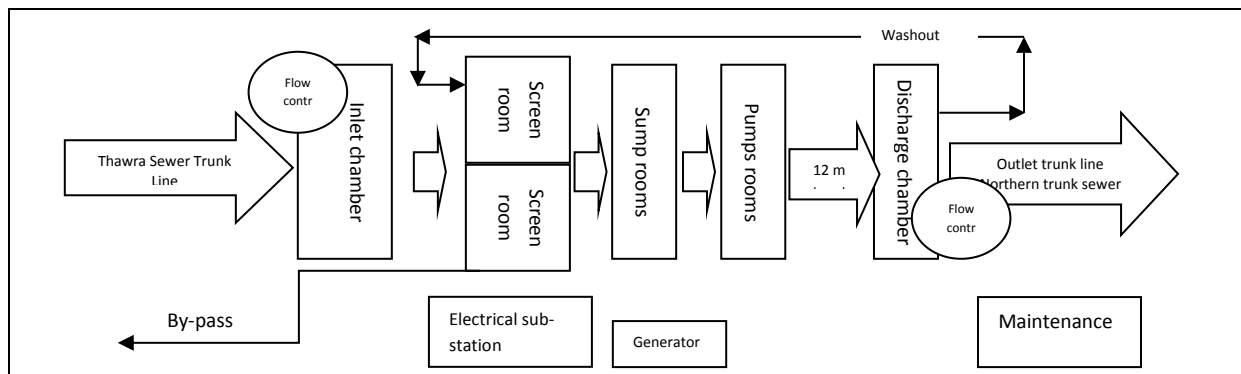 Washout
Flow
contr
Inlet chamber
Screen
room
Screen
room
Sump rooms
Pumps rooms
Discharge chamber
Thawra Sewer Trunk
Line
12 m
Outlet trunk line
Northern trunk sewer
Flow
contr
By-pass
Electrical sub-
station
Generator
Maintenance